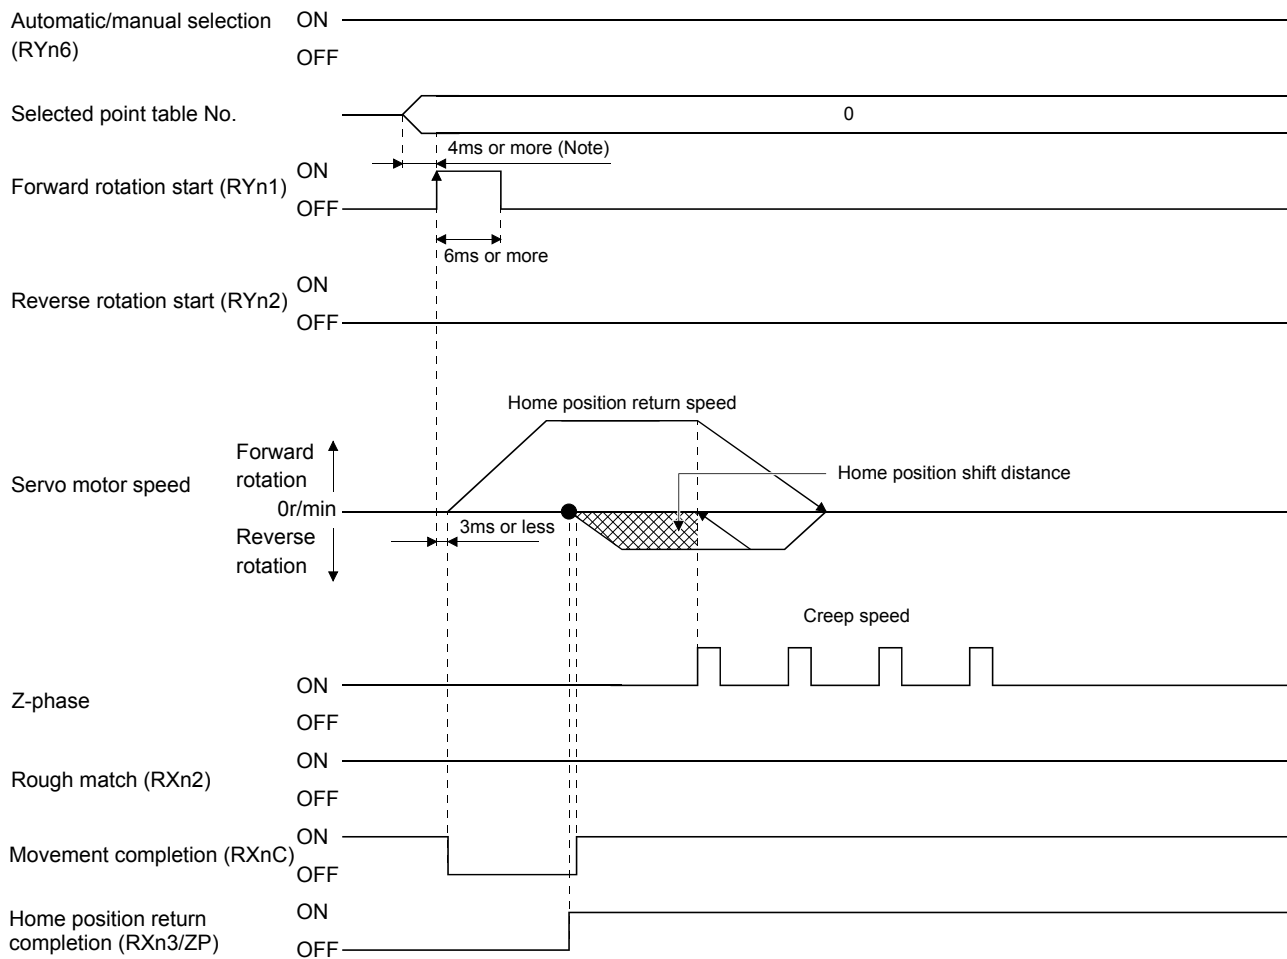 Automatic/manual selection
(RYn6)
ON
OFF
Selected point table No.
0
4ms or more (Note)
Forward rotation start (RYn1)
ON
OFF
6ms or more
Reverse rotation start (RYn2)
ON
OFF
Home position return speed
Servo motor speed
Forward
rotation
0r/min
Reverse
rotation
Home position shift distance
3ms or less
Creep speed
Z-phase
ON
OFF
Rough match (RXn2)
ON
OFF
Movement completion (RXnC)
ON
OFF
Home position return
completion (RXn3/ZP)
ON
OFF